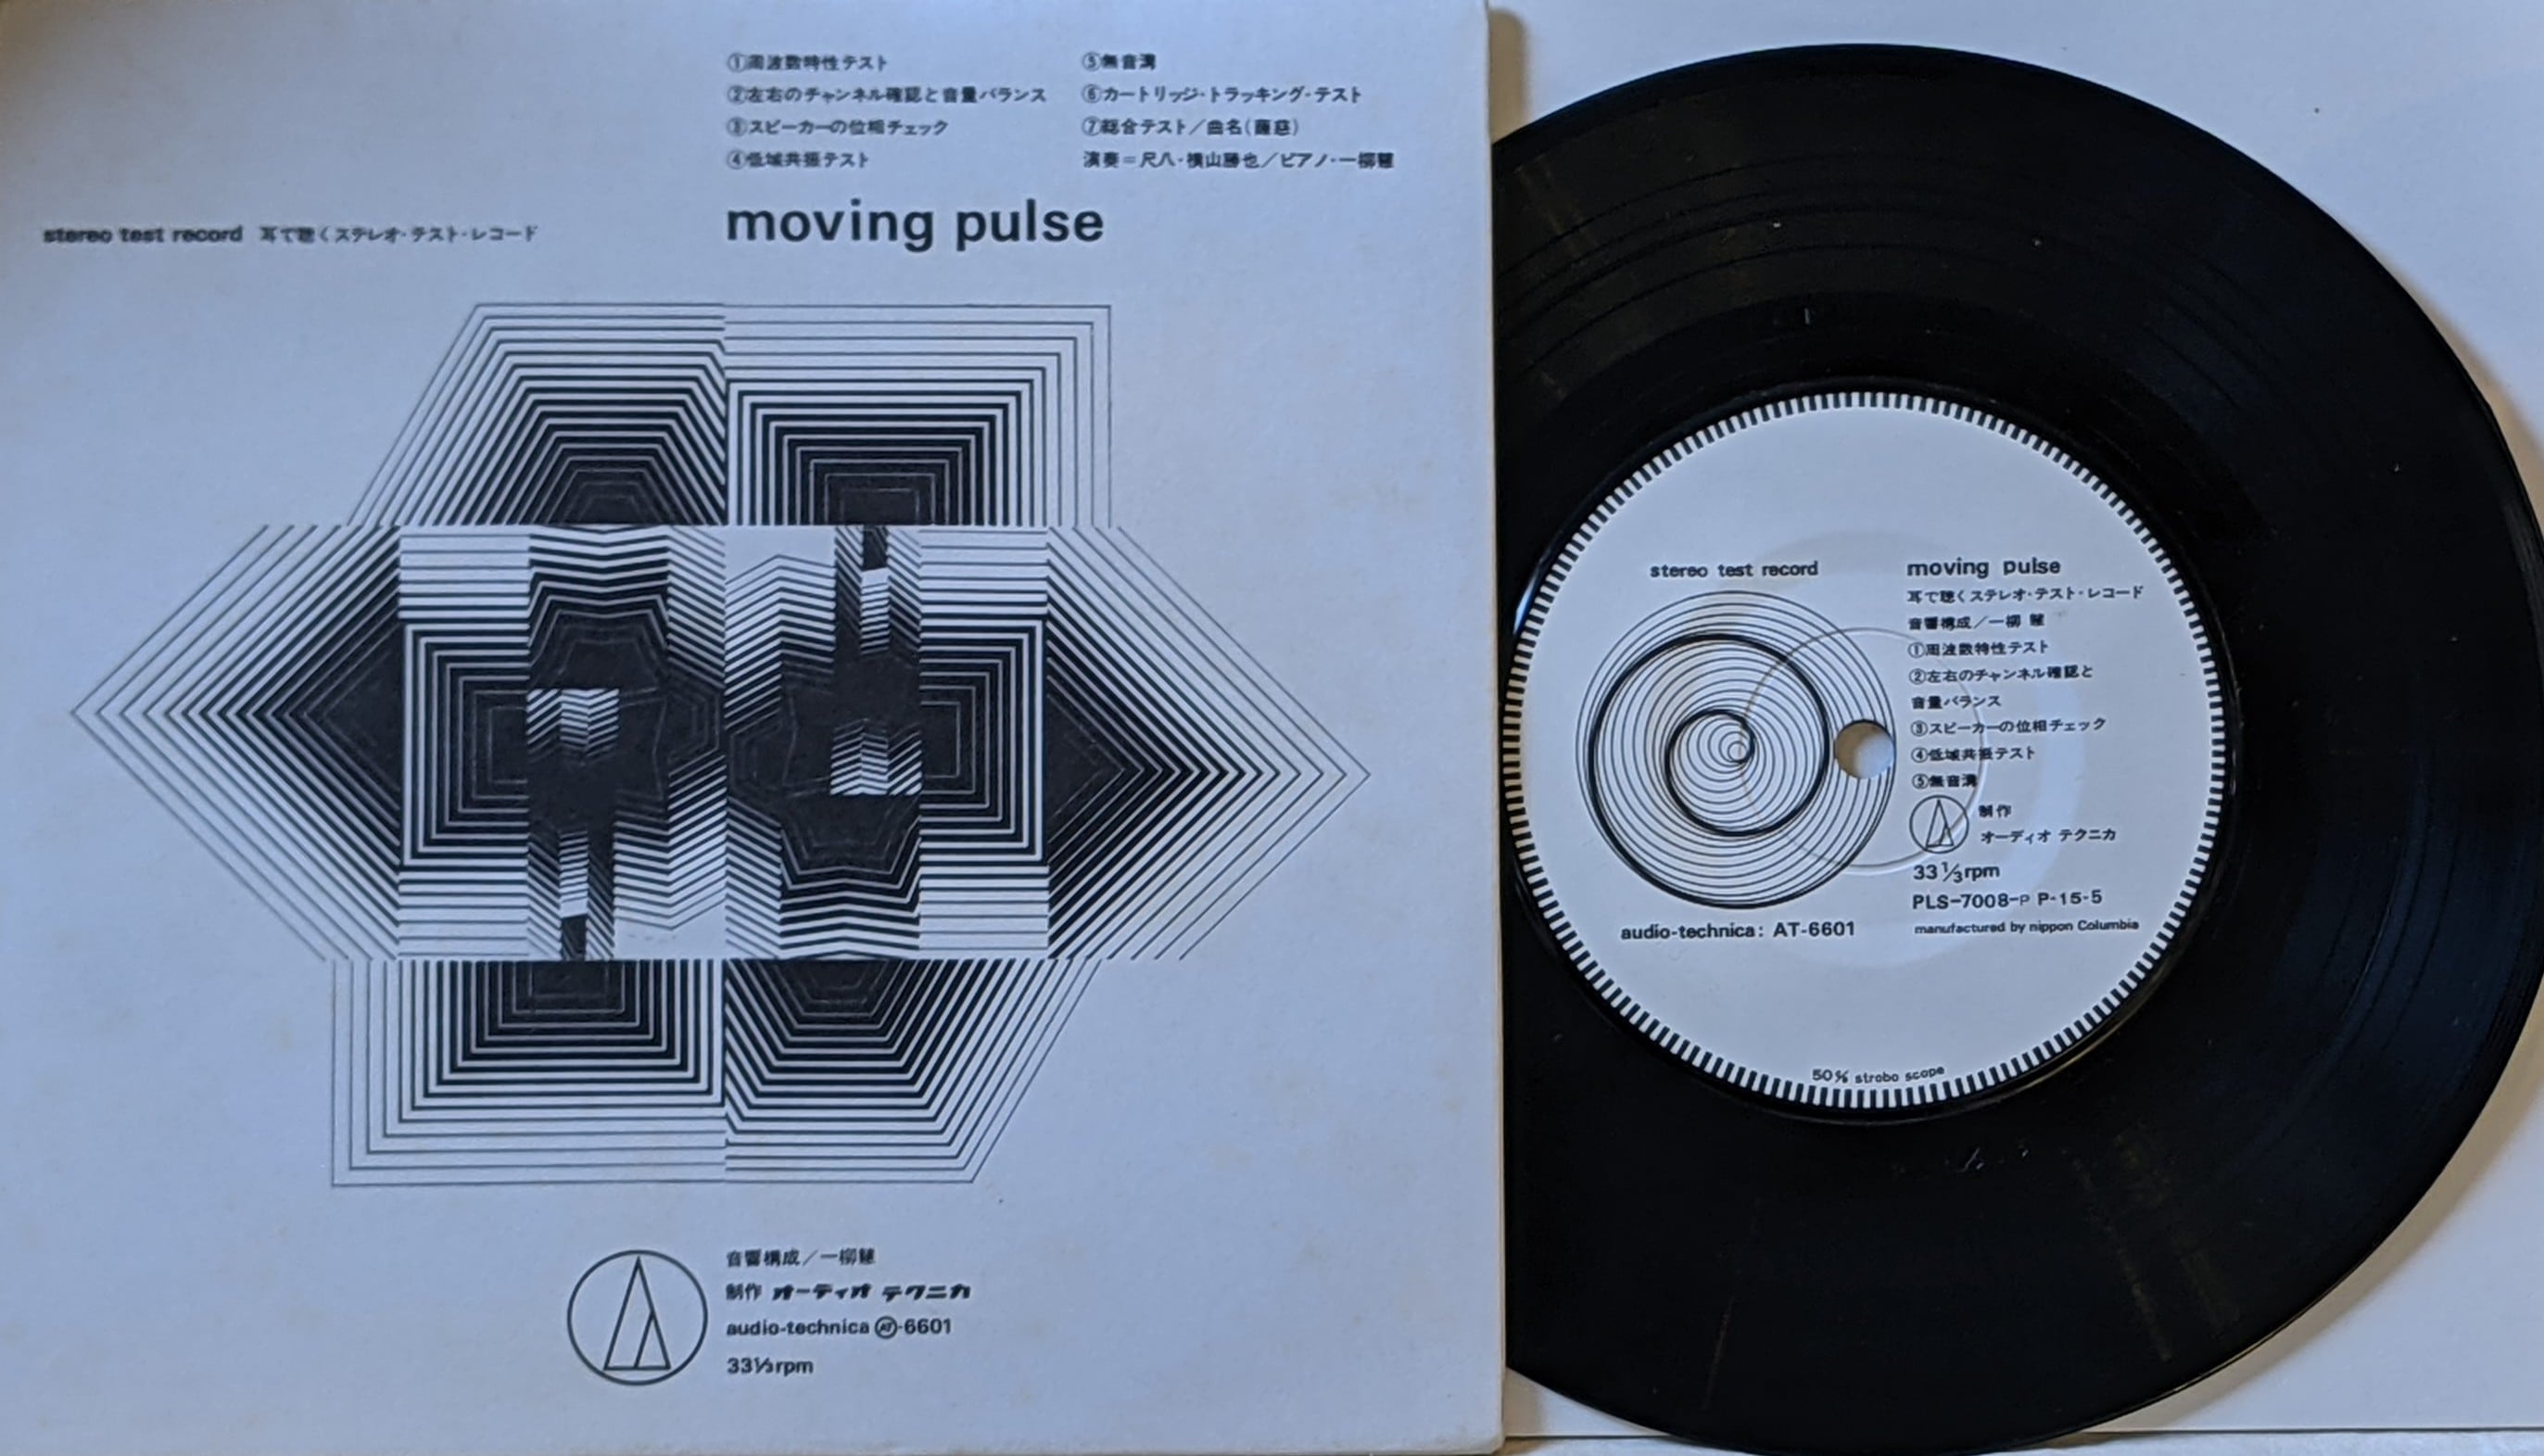 ①周波数特性テスト
②左右のチャンネル確認と音量バランス
③スピーカーの位相チェック
④低域共振テスト
⑤無音溝
⑥カートリッジ・トラッキング・テスト
⑦総合テスト/曲名(廬慈)
演奏=尺八・横山勝也/ピアノ・一柳慧
stereo test record 耳で聴くステレオ・テスト・レコード
moving pulse
音響構成/一柳慧
制作 オーディオ テクニカ
audio-technica AT-6601
33⅓rpm
stereo test record
audio-technica: AT-6601
moving pulse
耳で聴くステレオ・テスト・レコード
音響構成/一柳 慧
①周波数特性テスト
②左右のチャンネル確認と
音量バランス
③スピーカーの位相チェック
④低域共振テスト
⑤無音溝
制作
オーディオ テクニカ
33⅓rpm
PLS-7008-P P-15-5
manufactured by nippon Columbia
50% strobo scope